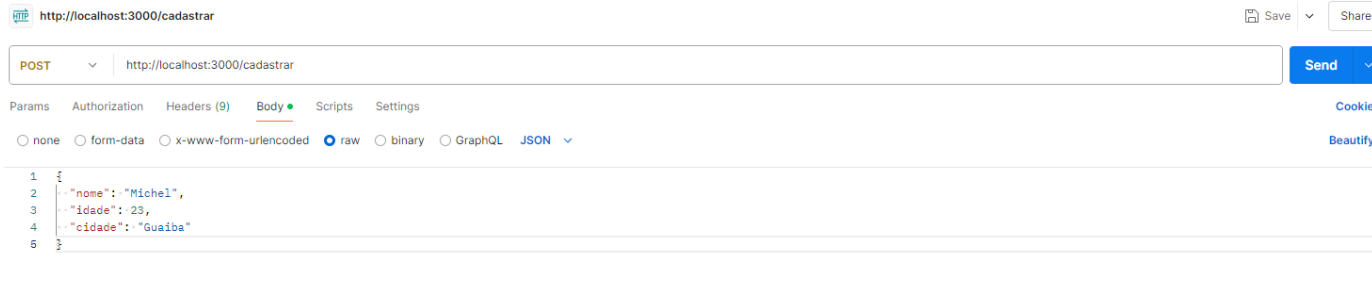 HTTP http://localhost:3000/cadastrar Save Share
POST http://localhost:3000/cadastrar Send
Params Authorization Headers (9) Body Scripts Settings Cookie
none form-data x-www-form-urlencoded raw binary GraphQL JSON Beautify
1 {
2 "nome": "Michel",
3 "idade": 23,
4 "cidade": "Guaiba"
5 }